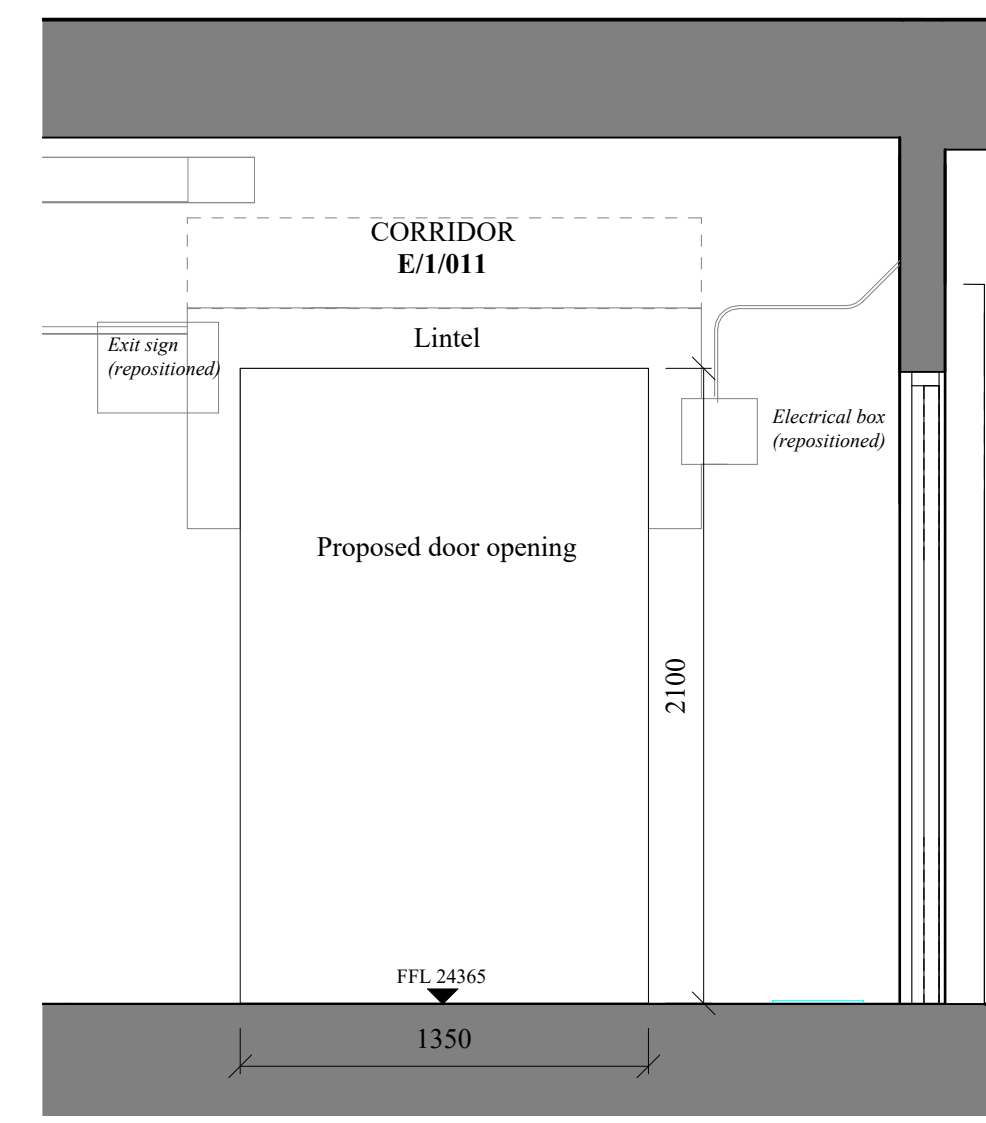 CORRIDOR
E/1/011
Lintel
Exit sign
(repositioned)
Electrical box
(repositioned)
Proposed door opening
2100
FFL 24365
1350